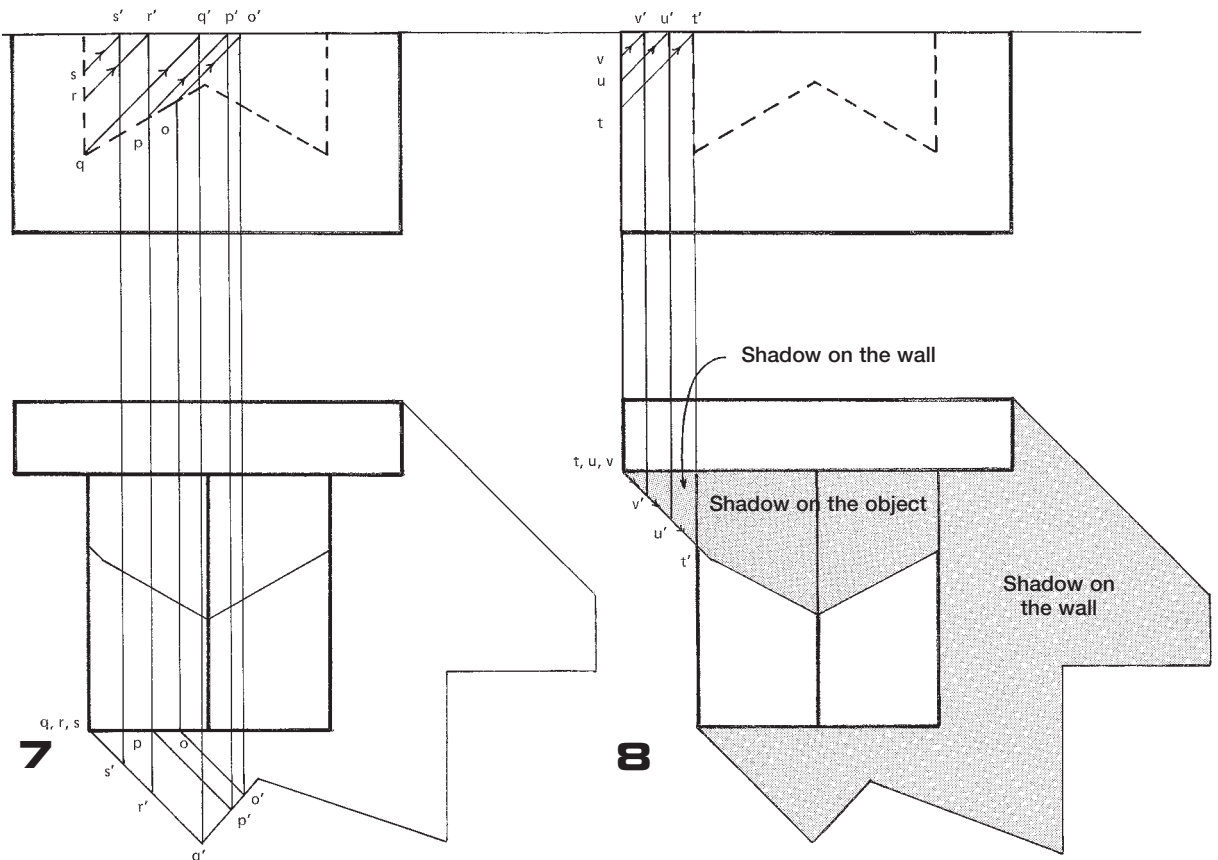 s' r' q' p' o'
s
r
p o
q
q, r, s
p o
s'
r'
o'
p'
q'
7
v' u' t'
v
u
t
Shadow on the wall
t, u, v
v'
Shadow on the object
u'
t'
Shadow on
the wall
8